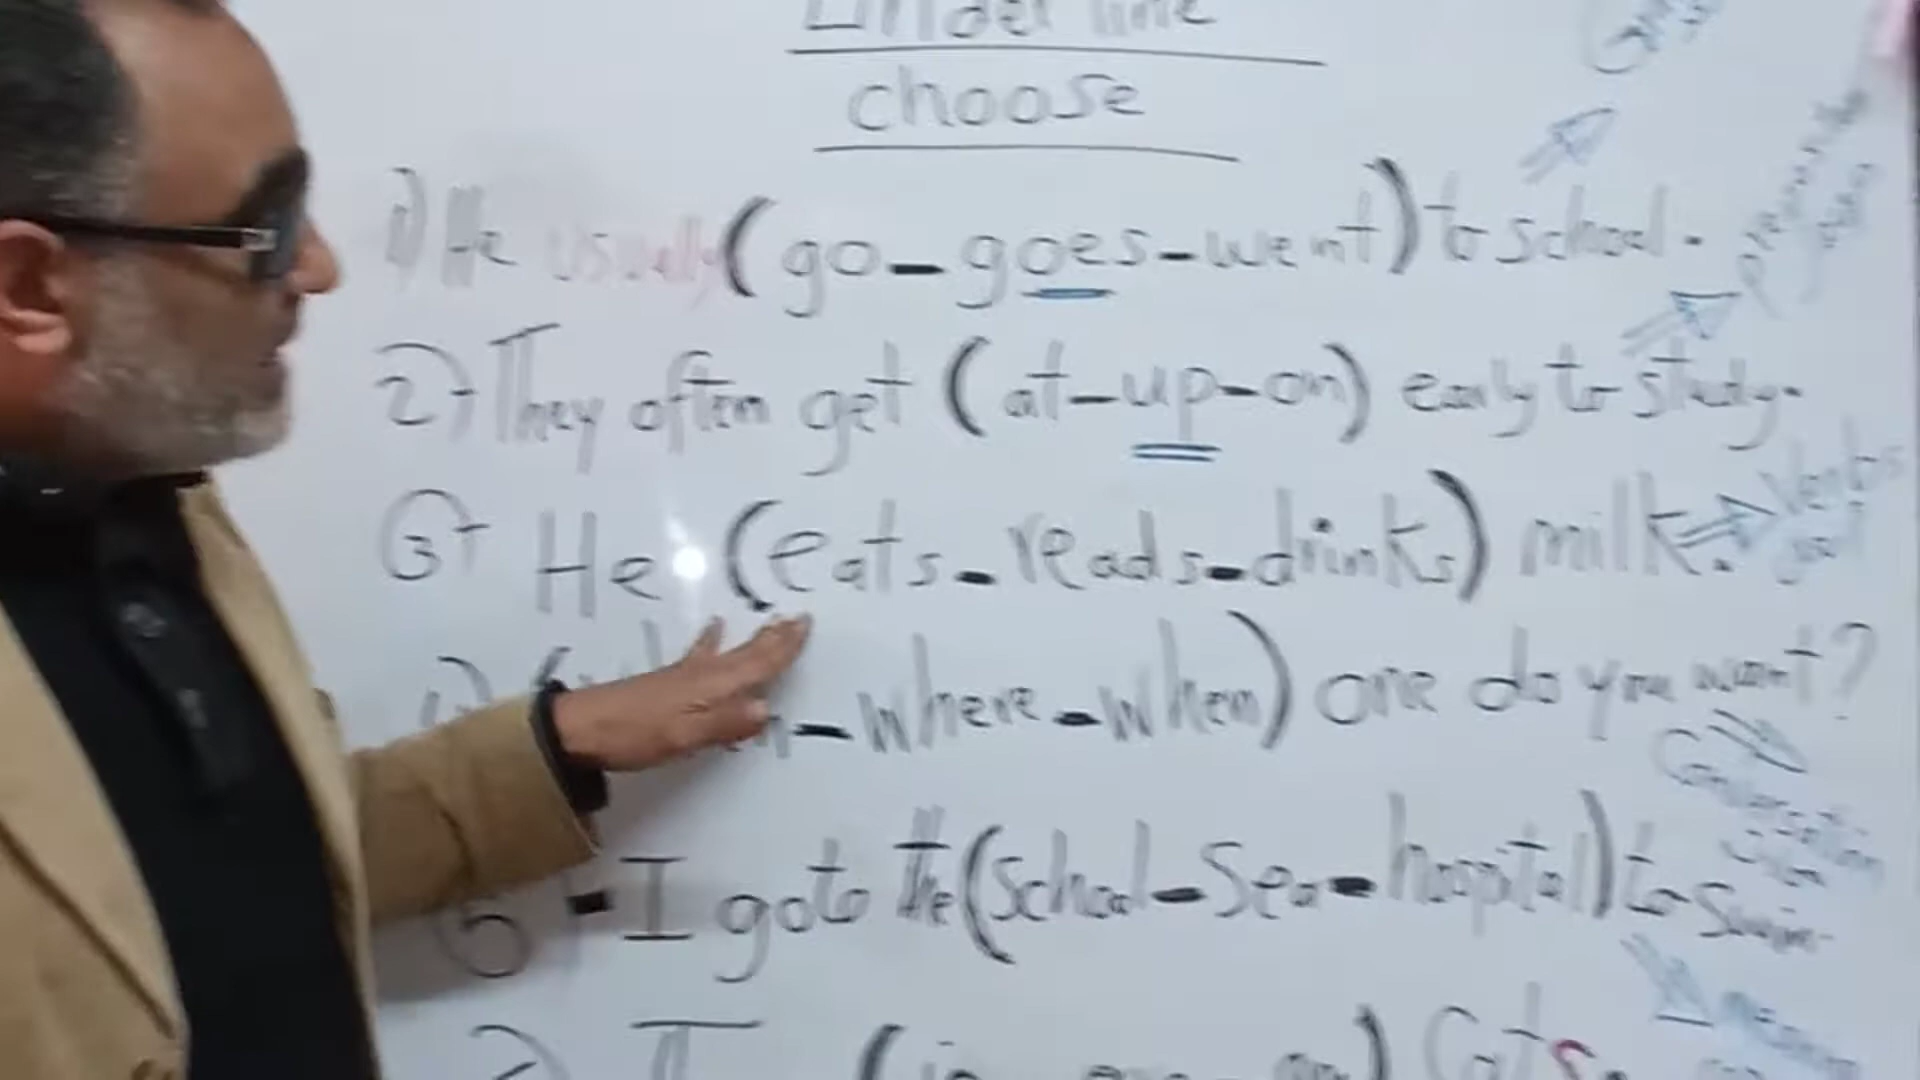 Under line
choose
1) He usually (go - goes - went) to school.
2) They often get (at - up - on) early to study.
3) He (eats - reads - drinks) milk.
- where - when) one do you want?
5 - I go to the (school - Sea - hospital) to swim.
Cats